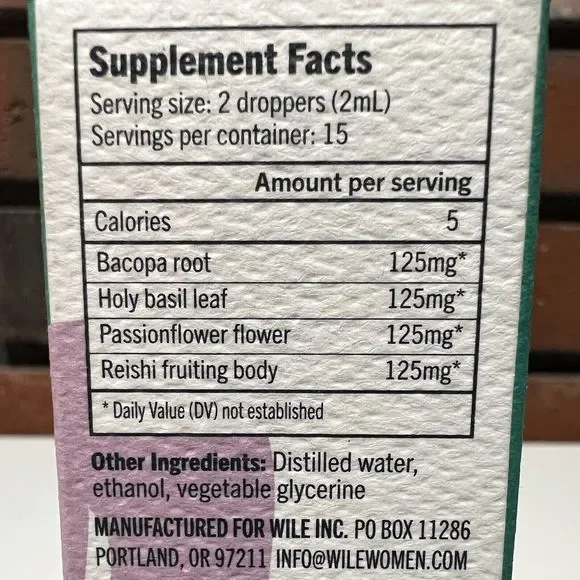 Supplement Facts
Serving size: 2 droppers (2mL)
Servings per container: 15
Amount per serving
Calories 5
Bacopa root 125mg*
Holy basil leaf 125mg*
Passionflower flower 125mg*
Reishi fruiting body 125mg*
* Daily Value (DV) not established
Other Ingredients: Distilled water,
ethanol, vegetable glycerine
MANUFACTURED FOR WILE INC. PO BOX 11286
PORTLAND, OR 97211 INFO@WILEWOMEN.COM